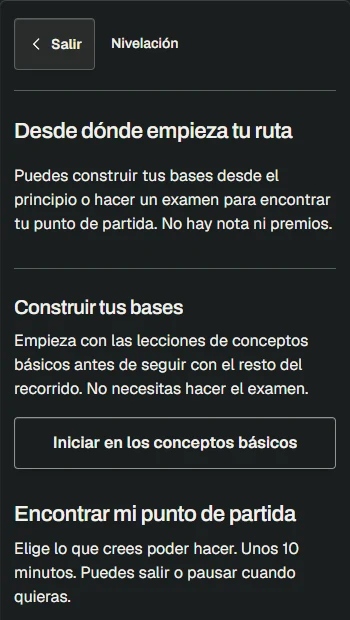 Salir
Nivelación
Desde dónde empieza tu ruta
Puedes construir tus bases desde el
principio o hacer un examen para encontrar
tu punto de partida. No hay nota ni premios.
Construir tus bases
Empieza con las lecciones de conceptos
básicos antes de seguir con el resto del
recorrido. No necesitas hacer el examen.
Iniciar en los conceptos básicos
Encontrar mi punto de partida
Elige lo que crees poder hacer. Unos 10
minutos. Puedes salir o pausar cuando
quieras.